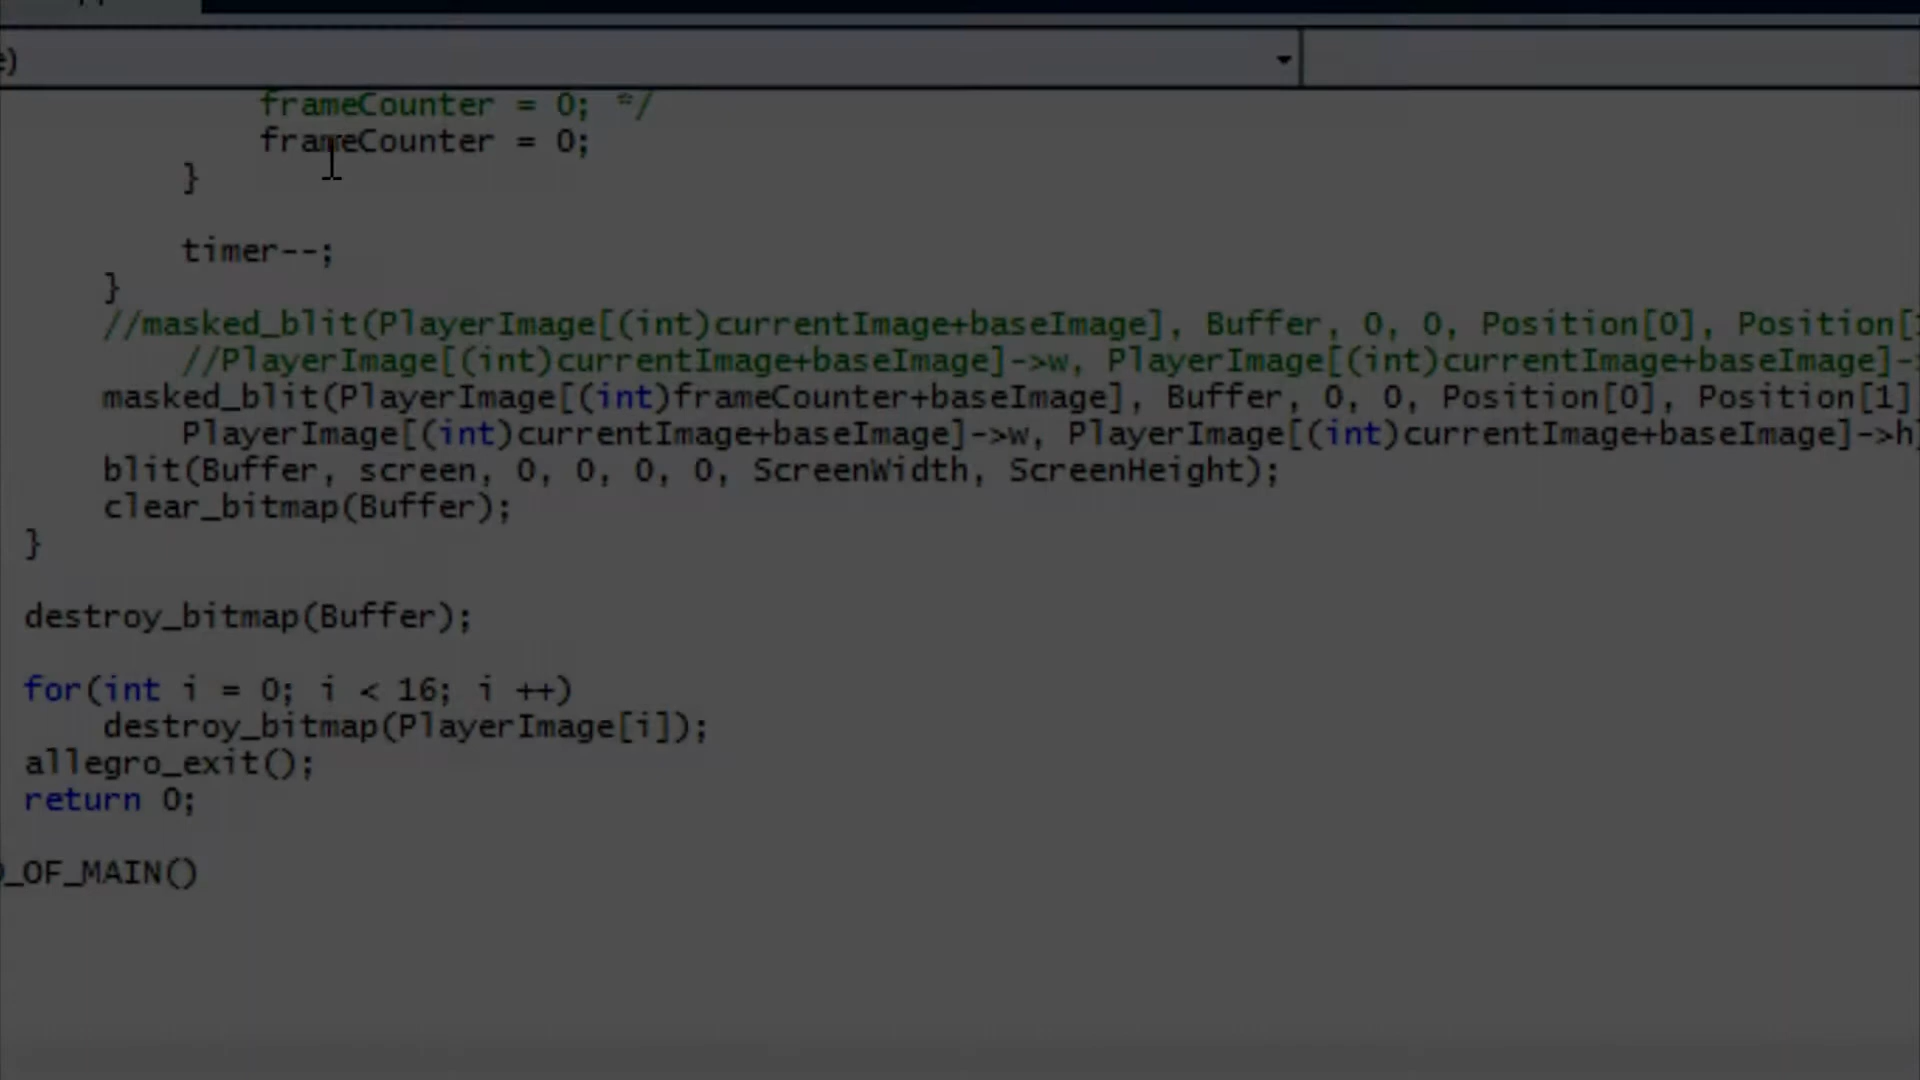 e)
frameCounter = 0; */
frameCounter = 0;
}
timer--;
}
//masked_blit(PlayerImage[(int)currentImage+baseImage], Buffer, 0, 0, Position[0], Position[
//PlayerImage[(int)currentImage+baseImage]->w, PlayerImage[(int)currentImage+baseImage]-
masked_blit(PlayerImage[(int)frameCounter+baseImage], Buffer, 0, 0, Position[0], Position[1]
PlayerImage[(int)currentImage+baseImage]->w, PlayerImage[(int)currentImage+baseImage]->h
blit(Buffer, screen, 0, 0, 0, 0, ScreenWidth, ScreenHeight);
clear_bitmap(Buffer);
}
destroy_bitmap(Buffer);
for(int i = 0; i < 16; i ++)
destroy_bitmap(PlayerImage[i]);
allegro_exit();
return 0;
_OF_MAIN()